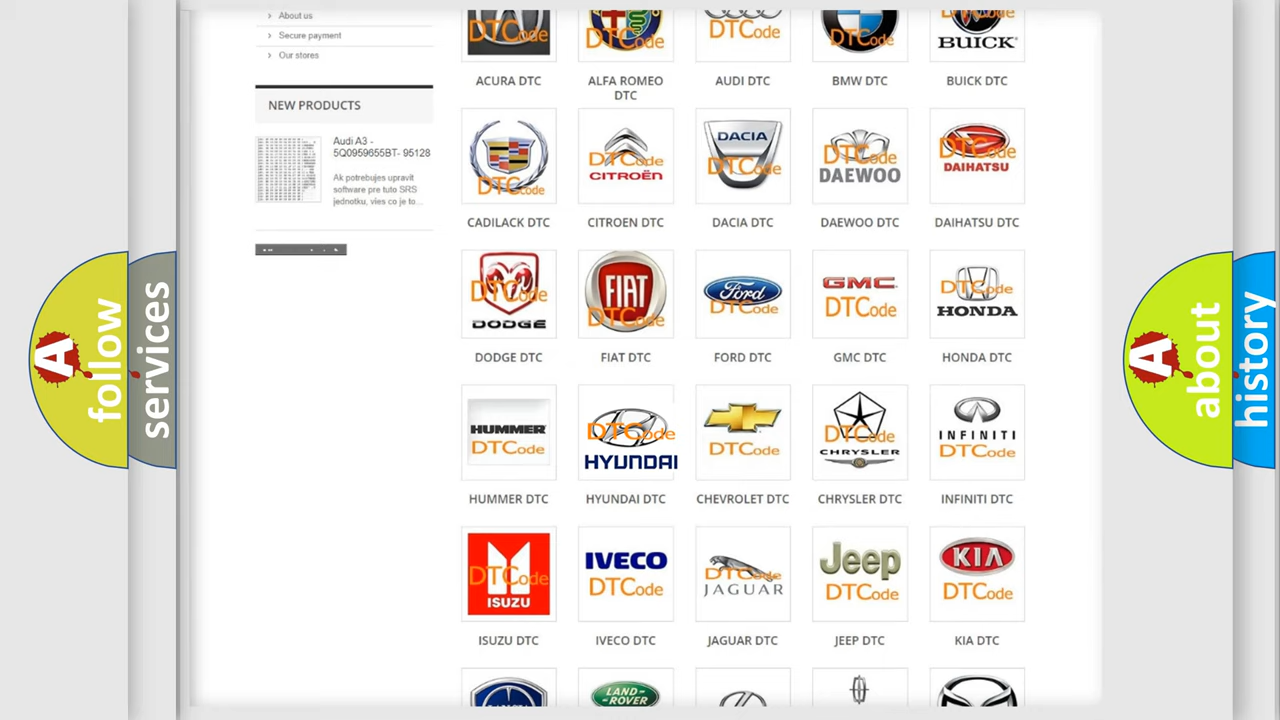 About us
Secure payment
Our stores
NEW PRODUCTS
Audi A3 -
5Q0959655BT- 95128
Ak potrebujes upravit
software pre tuto SRS
jednotku, vies co je to...
DTCode
DTCode
DTCode
DTCode
BUICK
ACURA DTC
ALFA ROMEO
DTC
AUDI DTC
BMW DTC
BUICK DTC
DTCode
DTCode
CITROËN
DACIA
DTCode
DTCode
DAEWOO
DTCode
DAIHATSU
CADILACK DTC
CITROEN DTC
DACIA DTC
DAEWOO DTC
DAIHATSU DTC
DTCode
DODGE
FIAT
DTCode
Ford
DTCode
GMC
DTCode
DTCode
HONDA
DODGE DTC
FIAT DTC
FORD DTC
GMC DTC
HONDA DTC
HUMMER
DTCode
DTCode
HYUNDAI
DTCode
DTCode
CHRYSLER
INFINITI
DTCode
HUMMER DTC
HYUNDAI DTC
CHEVROLET DTC
CHRYSLER DTC
INFINITI DTC
DTCode
ISUZU
IVECO
DTCode
DTCode
JAGUAR
Jeep
DTCode
KIA
DTCode
ISUZU DTC
IVECO DTC
JAGUAR DTC
JEEP DTC
KIA DTC
LAND-
ROVER
A follow
services
A about
history